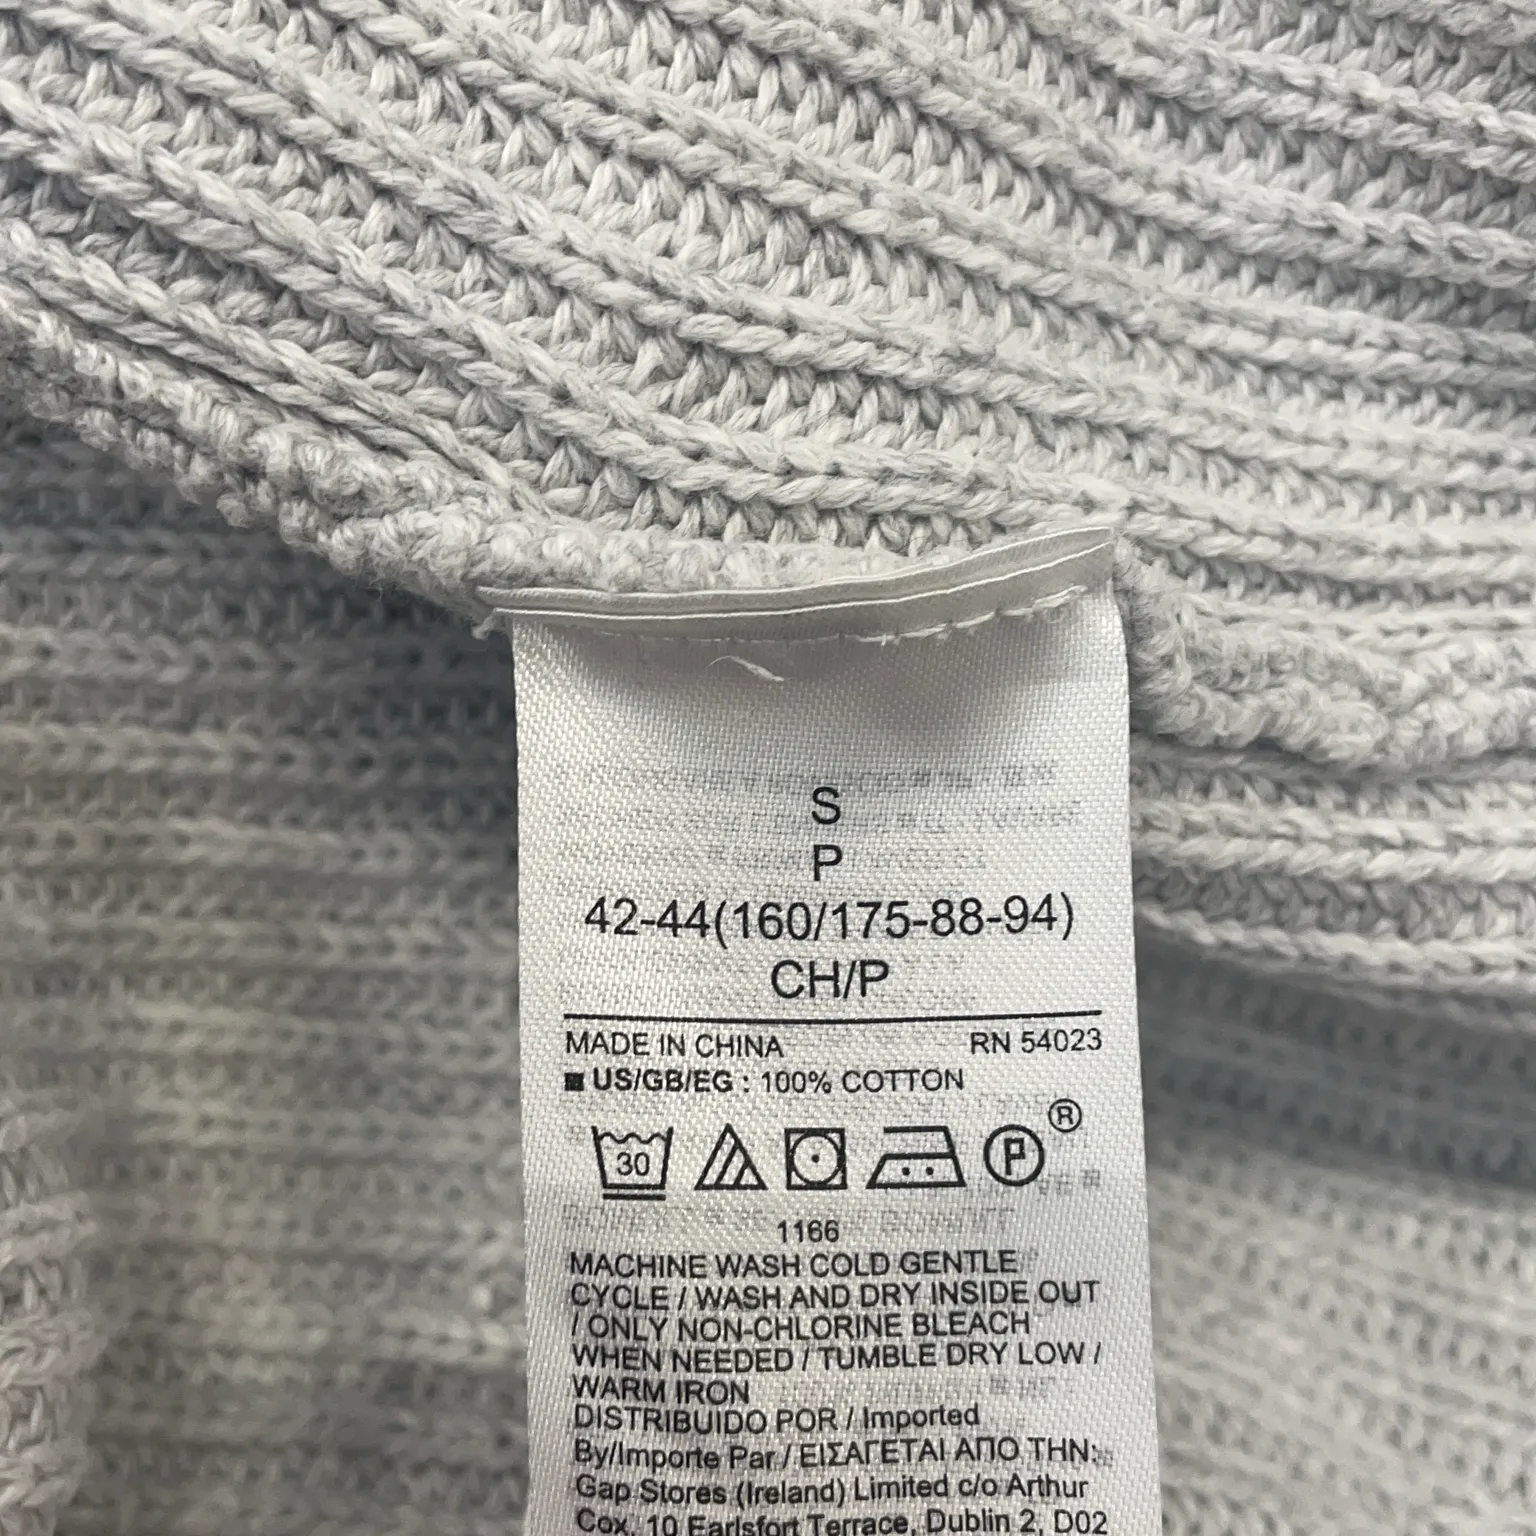 S
P
42-44(160/175-88-94)
CH/P
MADE IN CHINA RN 54023
■ US/GB/EG : 100% COTTON
30 P ®
1166
MACHINE WASH COLD GENTLE
CYCLE / WASH AND DRY INSIDE OUT
/ ONLY NON-CHLORINE BLEACH
WHEN NEEDED / TUMBLE DRY LOW /
WARM IRON
DISTRIBUIDO POR / Imported
By/Importe Par / ΕΙΣΑΓΕΤΑΙ ΑΠΟ ΤΗΝ:
Gap Stores (Ireland) Limited c/o Arthur
Cox, 10 Earlsfort Terrace, Dublin 2, D02